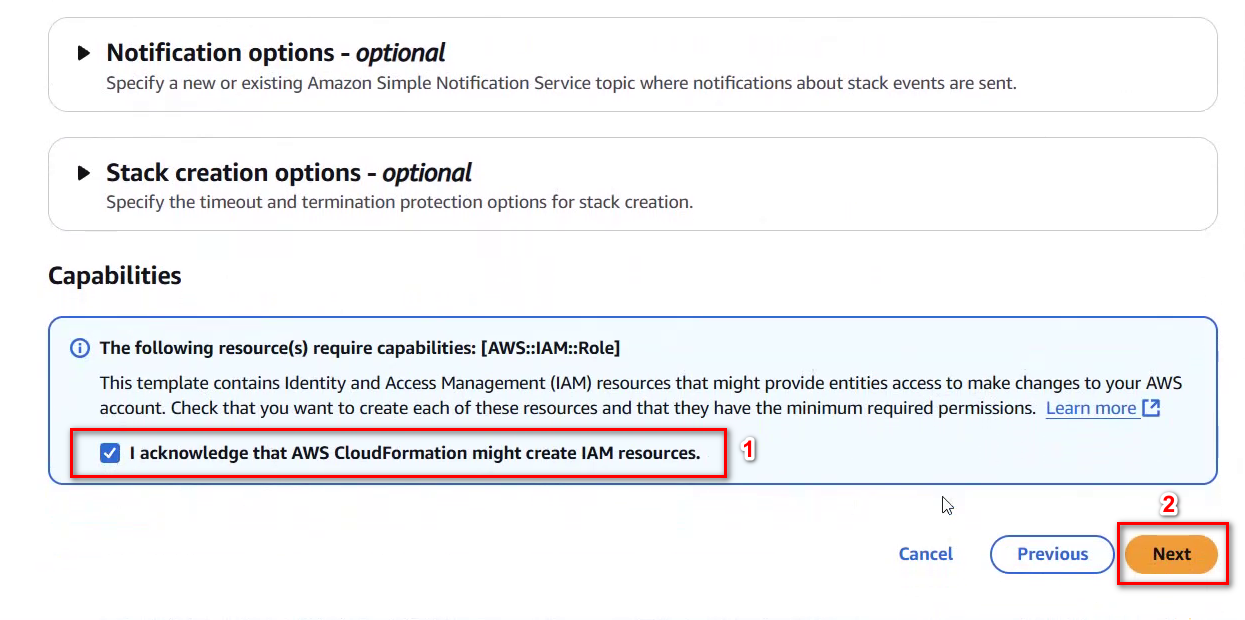 Notification options - optional
Specify a new or existing Amazon Simple Notification Service topic where notifications about stack events are sent.
Stack creation options - optional
Specify the timeout and termination protection options for stack creation.
Capabilities
The following resource(s) require capabilities: [AWS::IAM::Role]
This template contains Identity and Access Management (IAM) resources that might provide entities access to make changes to your AWS
account. Check that you want to create each of these resources and that they have the minimum required permissions. Learn more
I acknowledge that AWS CloudFormation might create IAM resources. 1
2
Cancel Previous Next